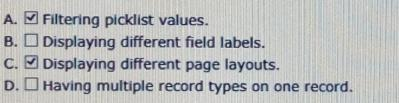 A. ☑ Filtering picklist values.
B. ☐ Displaying different field labels.
C. ☑ Displaying different page layouts.
D. ☐ Having multiple record types on one record.